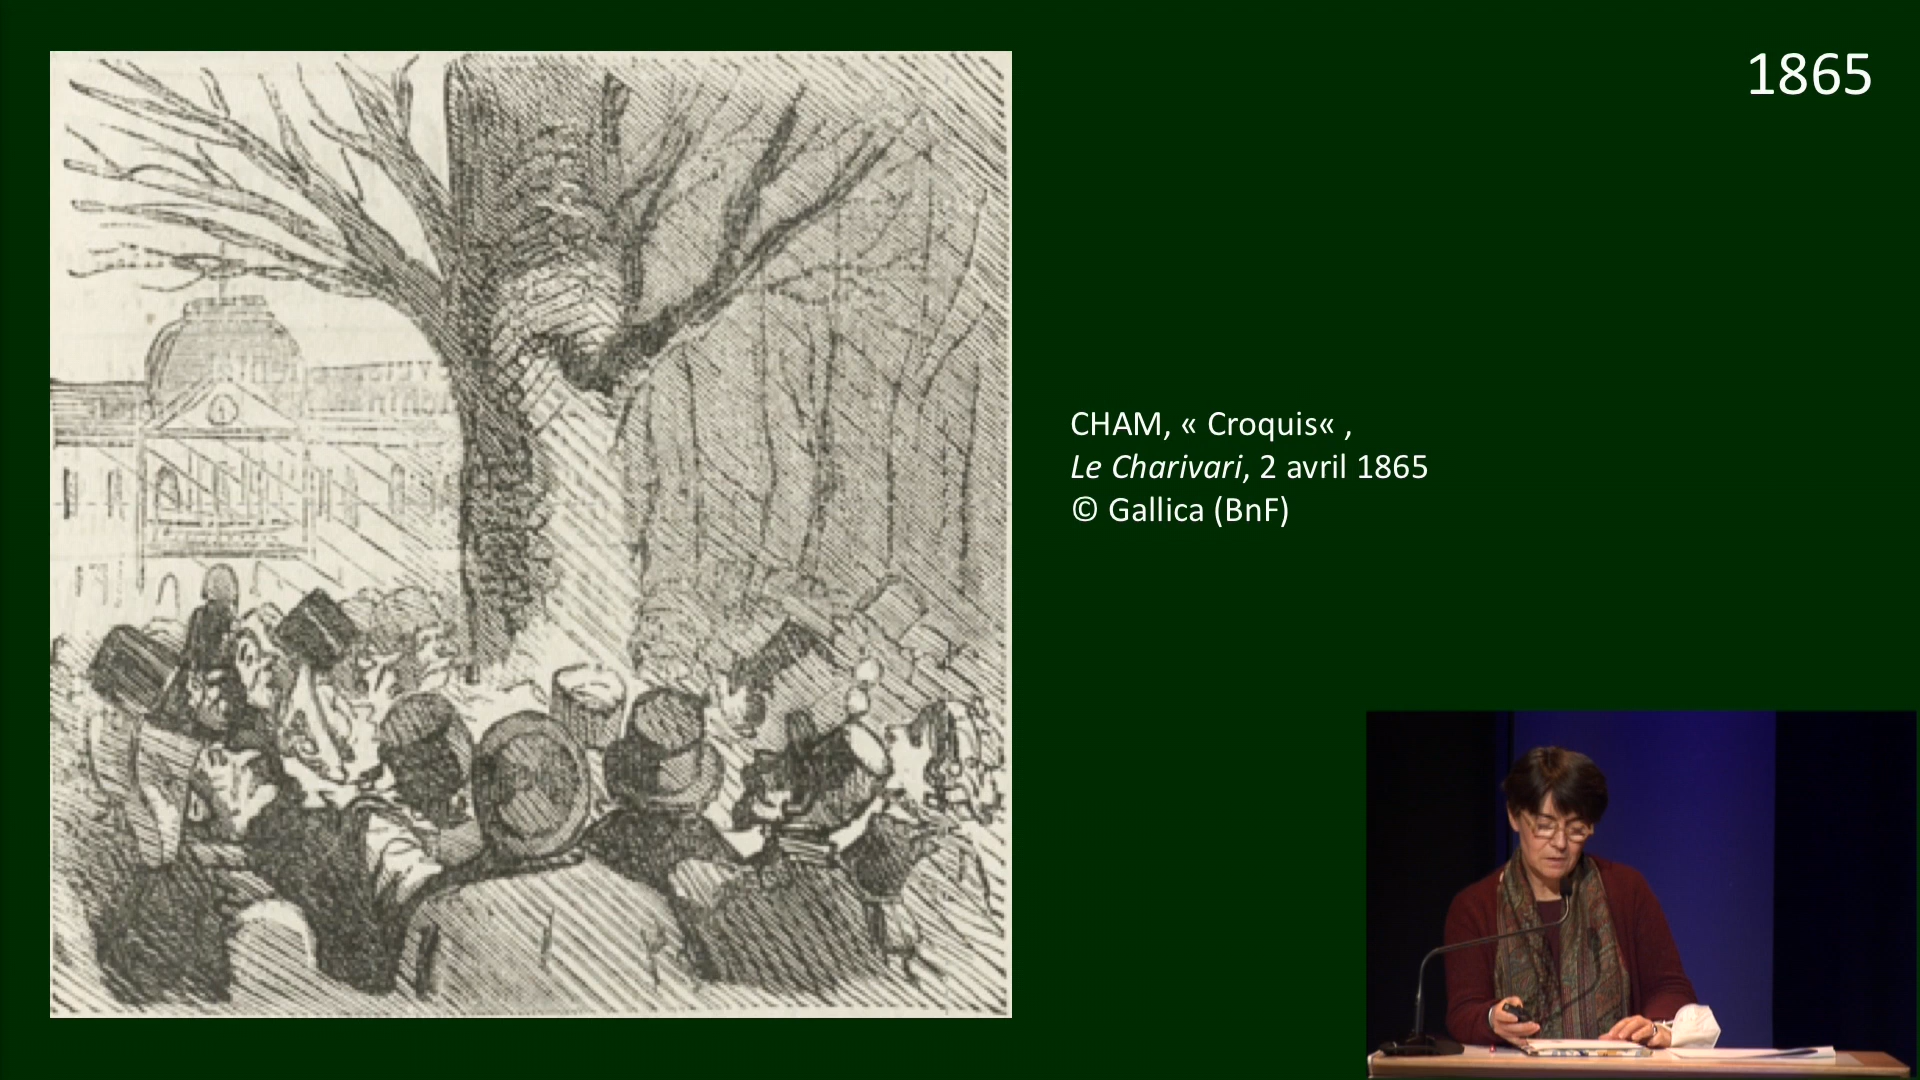 1865
CHAM, « Croquis« ,
Le Charivari, 2 avril 1865
© Gallica (BnF)